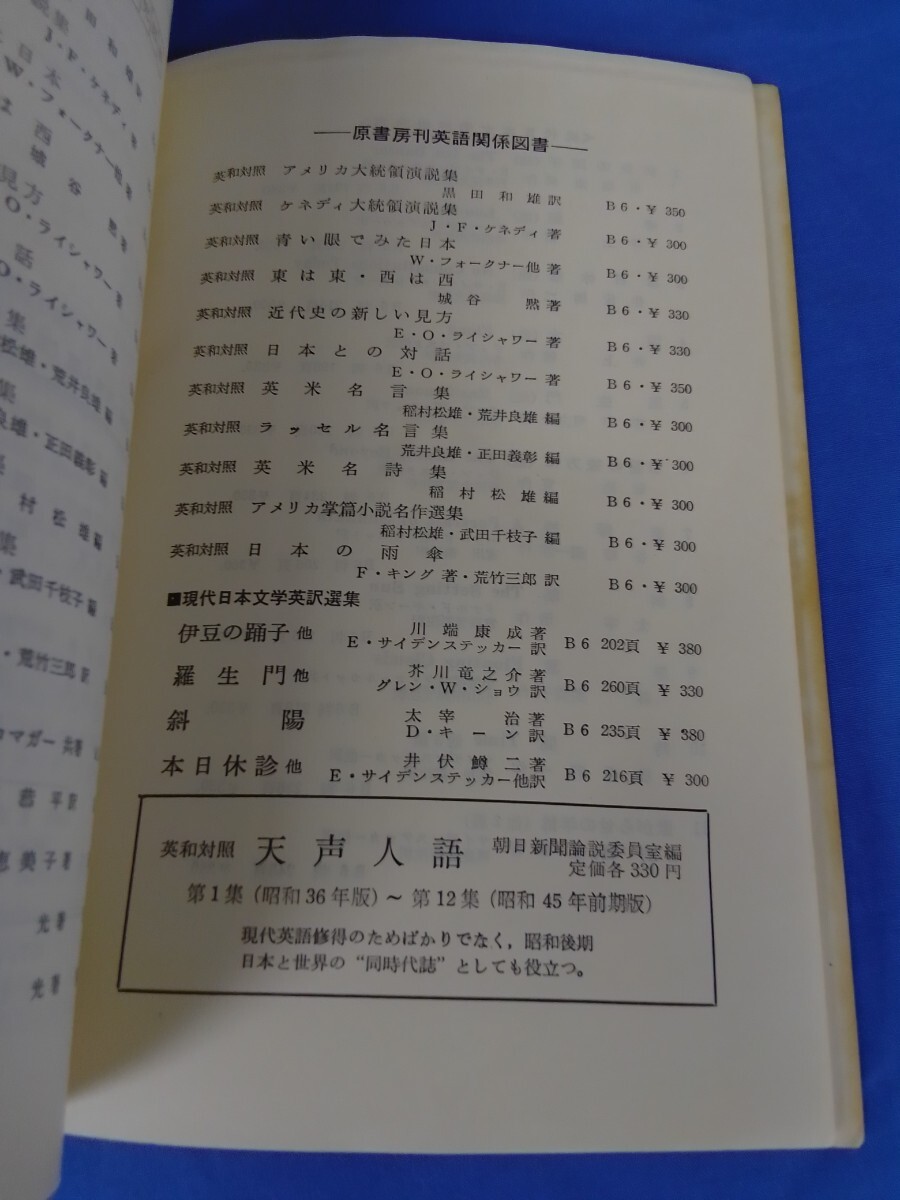 ——原書房刊英語関係図書——
英和対照 アメリカ大統領演説集
黒田和雄訳 B6・¥ 350
英和対照 ケネディ大統領演説集
J・F・ケネディ 著 B6・¥ 300
英和対照 青い眼でみた日本
W・フォークナー他 著 B6・¥ 300
英和対照 東は東・西は西
城谷 黙著 B6・¥ 330
英和対照 近代史の新しい見方
E・O・ライシャワー 著 B6・¥ 330
英和対照 日本との対話
E・O・ライシャワー 著 B6・¥ 350
英和対照 英米名言集
稲村松雄・荒井良雄 編 B6・¥ 300
英和対照 ラッセル名言集
荒井良雄・正田義彰 編 B6・¥ 300
英和対照 英米名詩集
稲村松雄編 B6・¥ 300
英和対照 アメリカ掌篇小説名作選集
稲村松雄・武田千枝子 編 B6・¥ 300
英和対照 日本の雨傘
F・キング 著・荒竹三郎 訳 B6・¥ 300
■現代日本文学英訳選集
伊豆の踊子 他 川端康成著 E・サイデンステッカー 訳 B6 202頁 ¥ 380
羅生門 他 芥川竜之介著 グレン・W・ショウ 訳 B6 260頁 ¥ 330
斜陽 太宰治著 D・キーン訳 B6 235頁 ¥ 380
本日休診 他 井伏鱒二著 E・サイデンステッカー他訳 B6 216頁 ¥ 300
英和対照 天声人語 朝日新聞論説委員室編
定価各330円
第1集(昭和36年版)〜 第12集(昭和45年前期版)
現代英語修得のためばかりでなく，昭和後期
日本と世界の“同時代誌”としても役立つ。